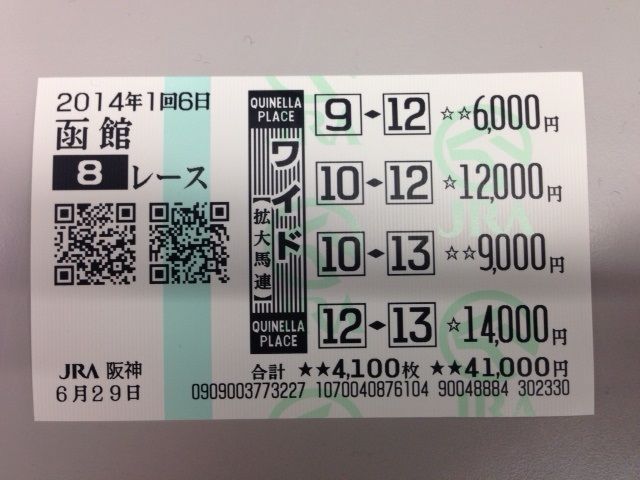 2014年1回6日
函館
8レース
JRA 阪神
6月29日
QUINELLA
PLACE
ワイド
【拡大馬連】
QUINELLA
PLACE
9 12 ☆☆6,000円
10 12 ☆12,000円
10 13 ☆☆9,000円
12 13 ☆14,000円
合計 ★★4,100枚 ★★41,000円
0909003773227 1070040876104 90048884 302330
JRA
JRA